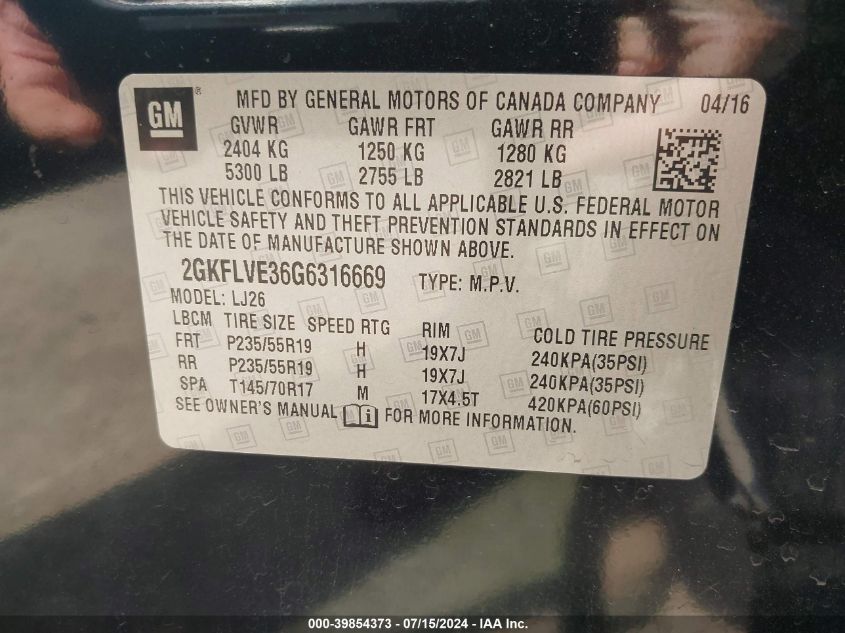 GM ® MFD BY GENERAL MOTORS OF CANADA COMPANY 04/16
GVWR GAWR FRT GAWR RR
2404 KG 1250 KG 1280 KG
5300 LB 2755 LB 2821 LB
THIS VEHICLE CONFORMS TO ALL APPLICABLE U.S. FEDERAL MOTOR
VEHICLE SAFETY AND THEFT PREVENTION STANDARDS IN EFFECT ON
THE DATE OF MANUFACTURE SHOWN ABOVE.
2GKFLVE36G6316669 TYPE: M.P.V.
MODEL: LJ26
LBCM TIRE SIZE SPEED RTG RIM COLD TIRE PRESSURE
FRT P235/55R19 H 19X7J 240KPA(35PSI)
RR P235/55R19 H 19X7J 240KPA(35PSI)
SPA T145/70R17 M 17X4.5T 420KPA(60PSI)
SEE OWNER'S MANUAL FOR MORE INFORMATION.
000-39854373 - 07/15/2024 - IAA Inc.